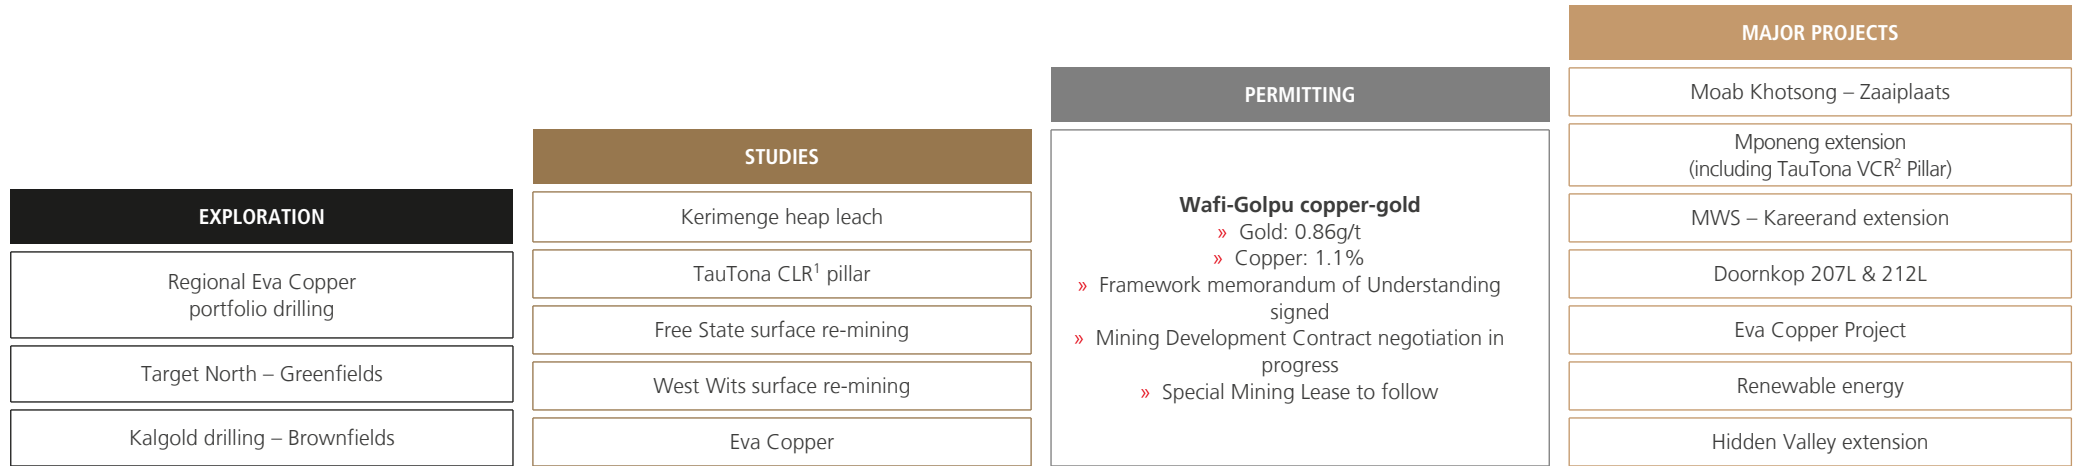 EXPLORATION
Regional Eva Copper
portfolio drilling
Target North – Greenfields
Kalgold drilling – Brownfields
STUDIES
Kerimenge heap leach
TauTona CLR1 pillar
Free State surface re-mining
West Wits surface re-mining
Eva Copper
PERMITTING
Wafi-Golpu copper-gold
» Gold: 0.86g/t
» Copper: 1.1%
» Framework memorandum of Understanding
signed
» Mining Development Contract negotiation in
progress
» Special Mining Lease to follow
MAJOR PROJECTS
Moab Khotsong – Zaaiplaats
Mponeng extension
(including TauTona VCR2 Pillar)
MWS – Kareerand extension
Doornkop 207L & 212L
Eva Copper Project
Renewable energy
Hidden Valley extension